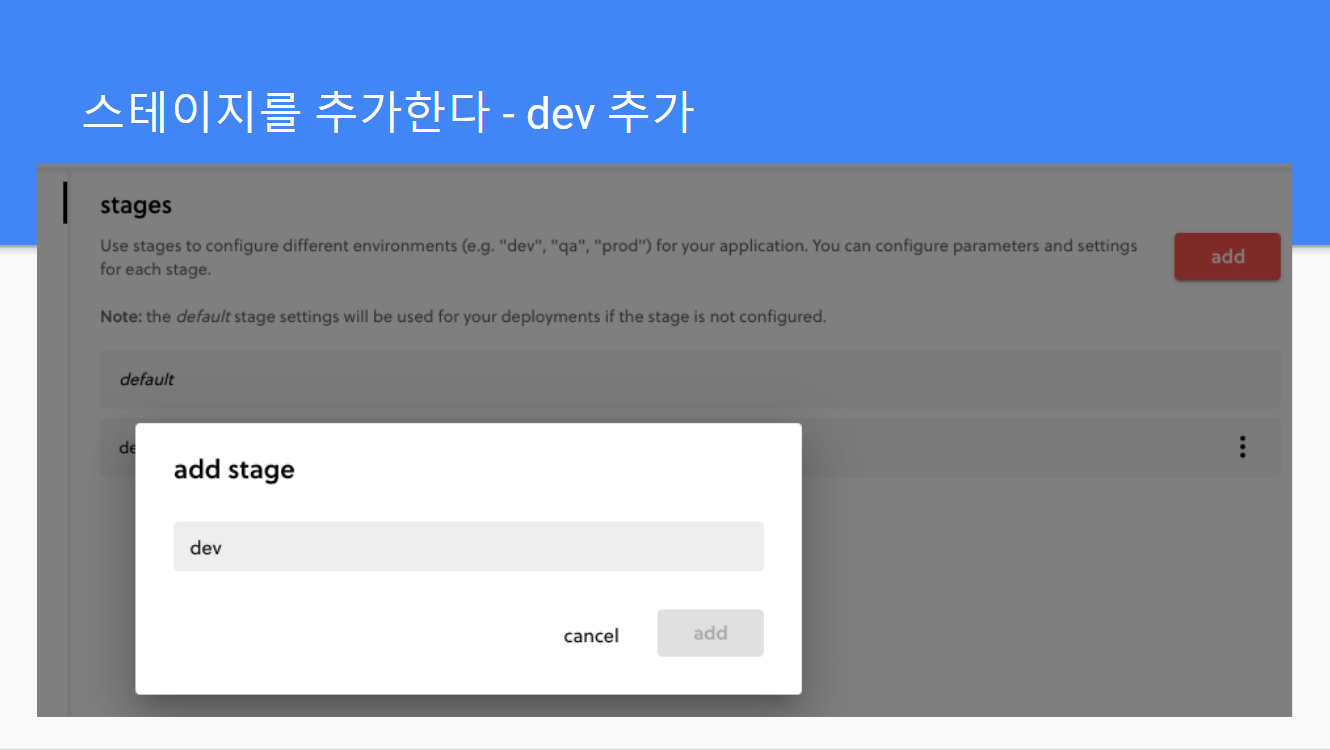 스테이지를 추가한다 - dev 추가
stages
Use stages to configure different environments (e.g. "dev", "qa", "prod") for your application. You can configure parameters and settings
for each stage.
add
Note: the default stage settings will be used for your deployments if the stage is not configured.
default
add stage
dev
cancel
add